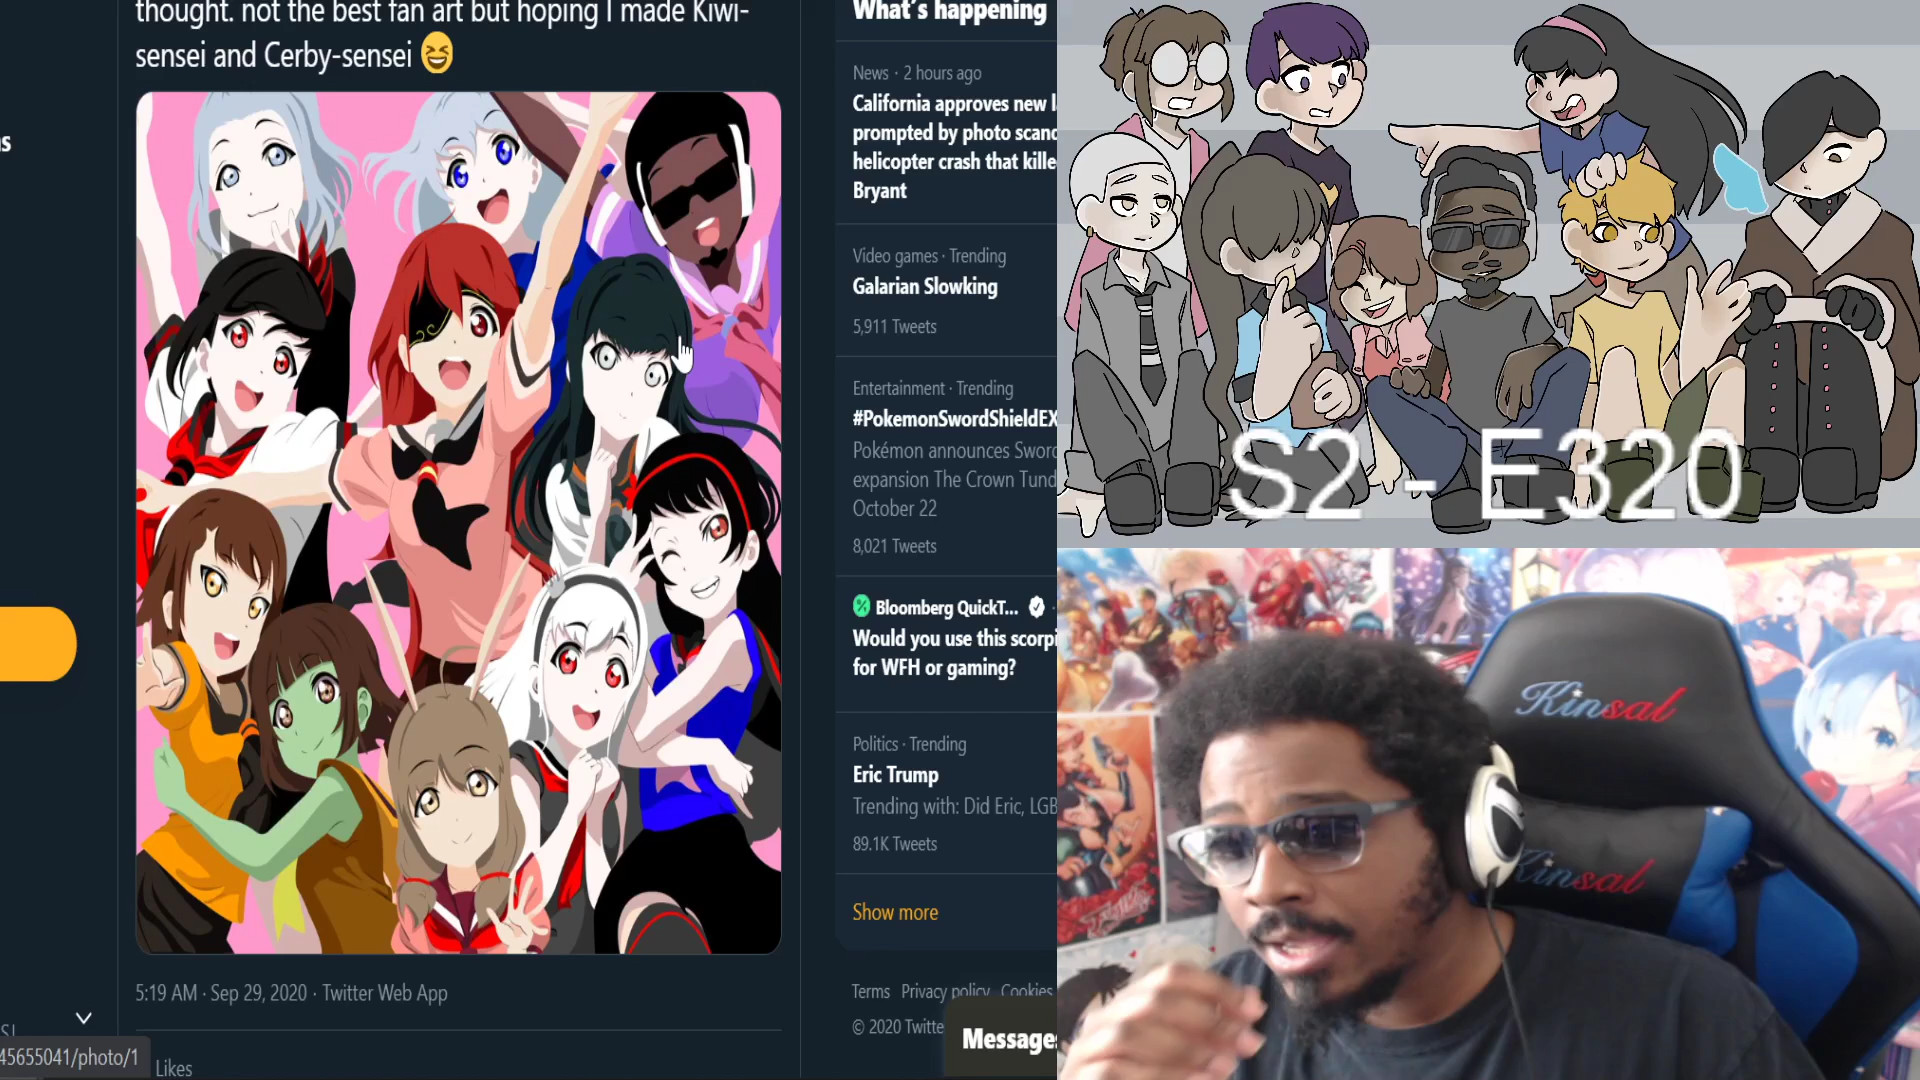 thought. not the best fan art but hoping I made Kiwi-
sensei and Cerby-sensei
5:19 AM · Sep 29, 2020 · Twitter Web App
Likes
45655041/photo/1
What's happening
News · 2 hours ago
California approves new l
prompted by photo scand
helicopter crash that kille
Bryant
Video games · Trending
Galarian Slowking
5,911 Tweets
Entertainment · Trending
#PokemonSwordShieldEX
Pokémon announces Sword
expansion The Crown Tund
October 22
8,021 Tweets
Bloomberg QuickT...
Would you use this scorpi
for WFH or gaming?
Politics · Trending
Eric Trump
Trending with: Did Eric, LGB
89.1K Tweets
Show more
Terms Privacy policy Cookies
© 2020 Twitte
Messages
S2 - E320
Kinsal
Kinsal